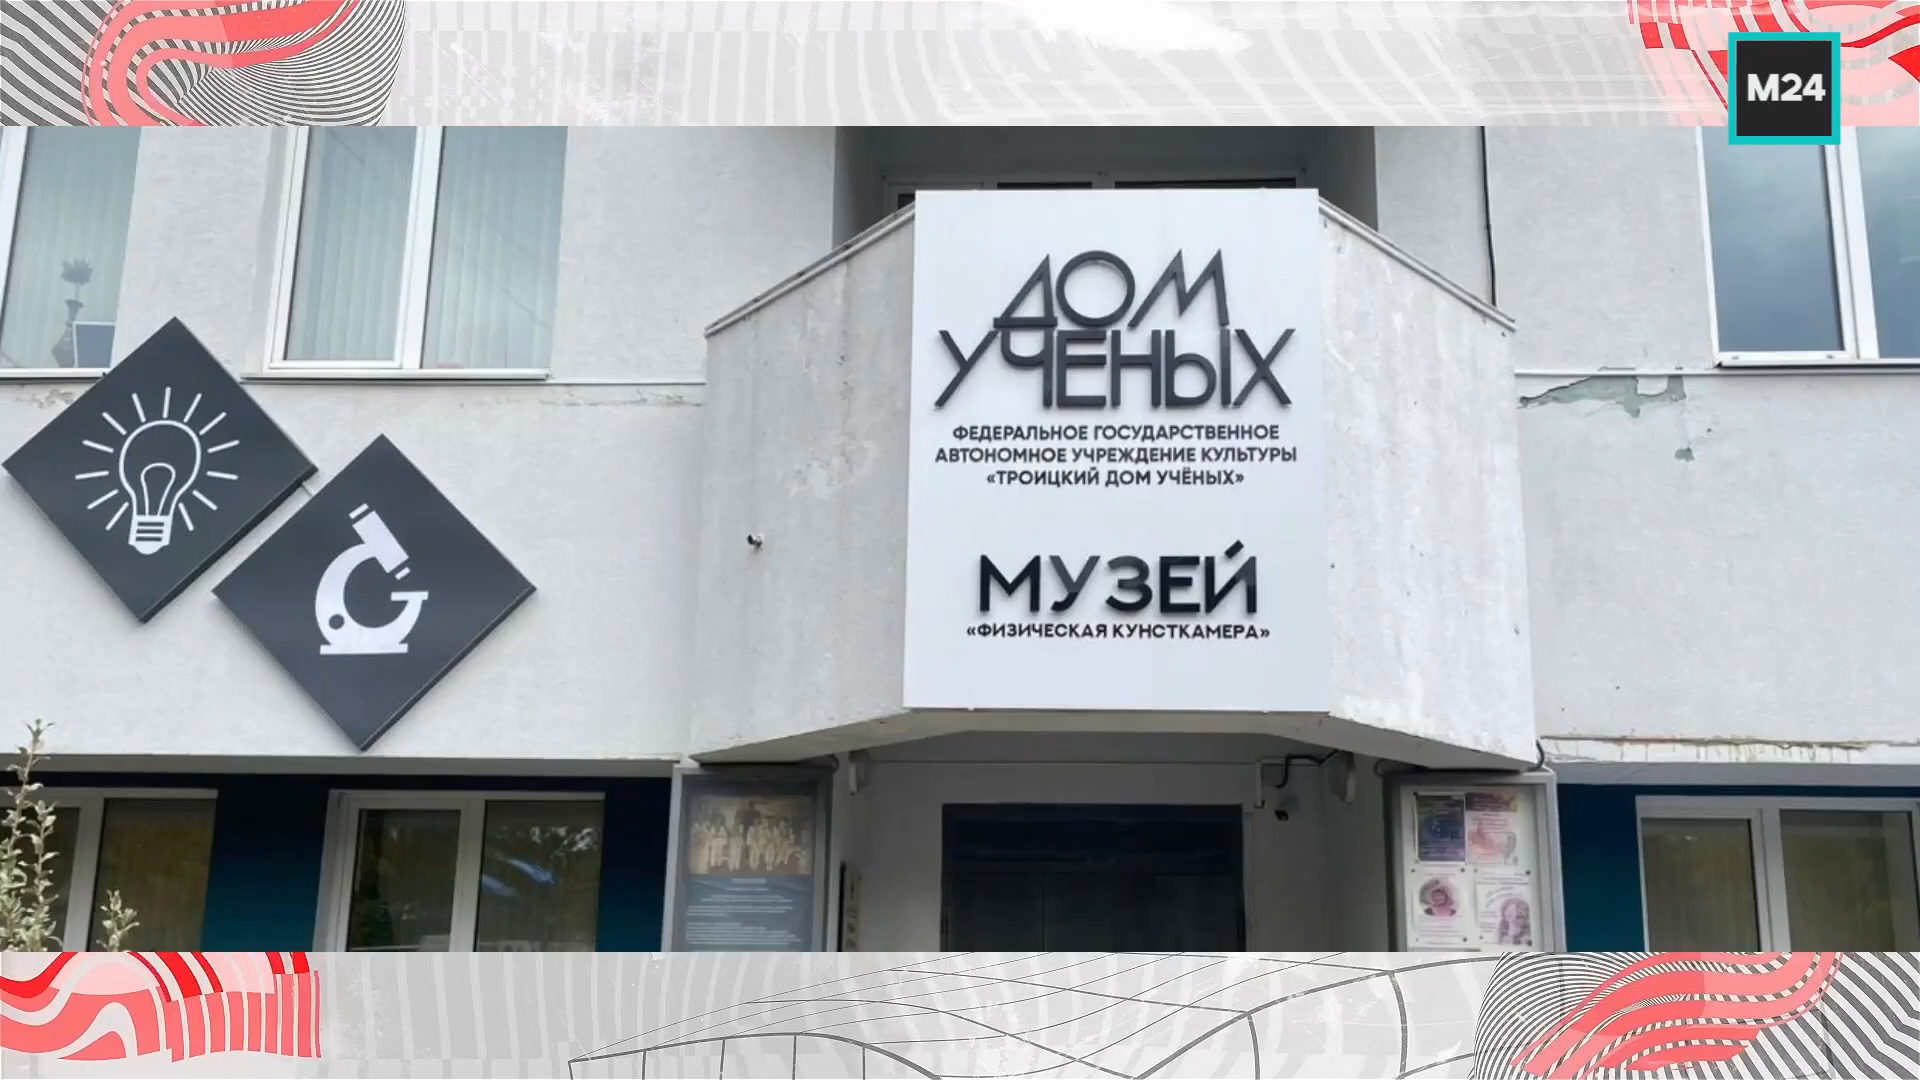 M24
ДОМ
УЧЕНЫХ
ФЕДЕРАЛЬНОЕ ГОСУДАРСТВЕННОЕ
АВТОНОМНОЕ УЧРЕЖДЕНИЕ КУЛЬТУРЫ
«ТРОИЦКИЙ ДОМ УЧЁНЫХ»
МУЗЕЙ
«ФИЗИЧЕСКАЯ КУНСТКАМЕРА»